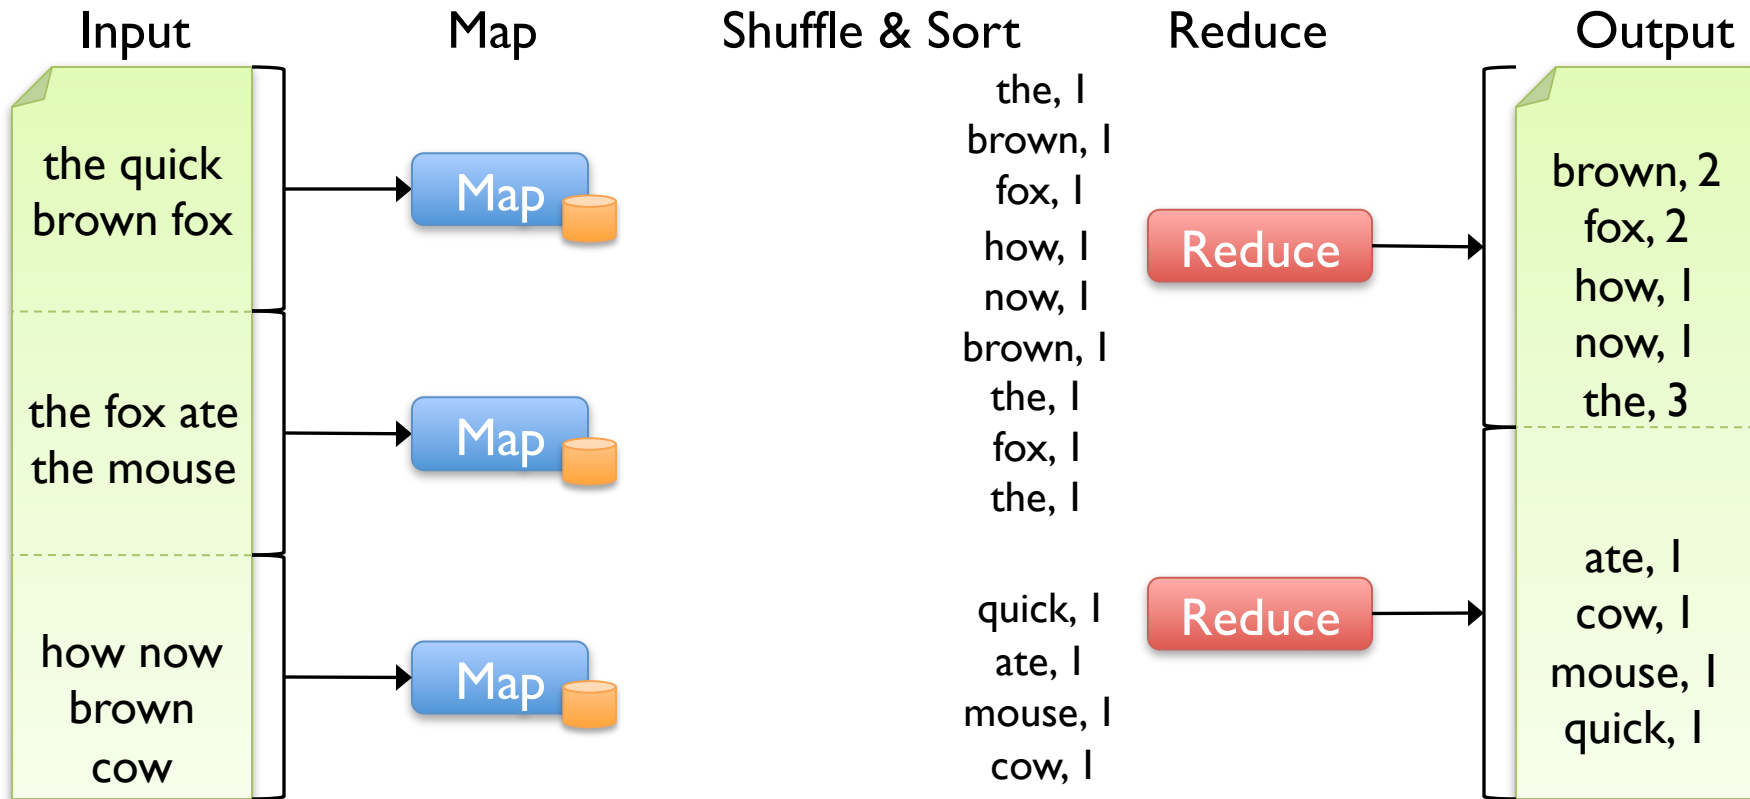 Input
Map
Shuffle & Sort
Reduce
Output
the quick
brown fox
the fox ate
the mouse
how now
brown
cow
Map
Map
Map
the, 1
brown, 1
fox, 1
how, 1
now, 1
brown, 1
the, 1
fox, 1
the, 1
quick, 1
ate, 1
mouse, 1
cow, 1
Reduce
Reduce
brown, 2
fox, 2
how, 1
now, 1
the, 3
ate, 1
cow, 1
mouse, 1
quick, 1